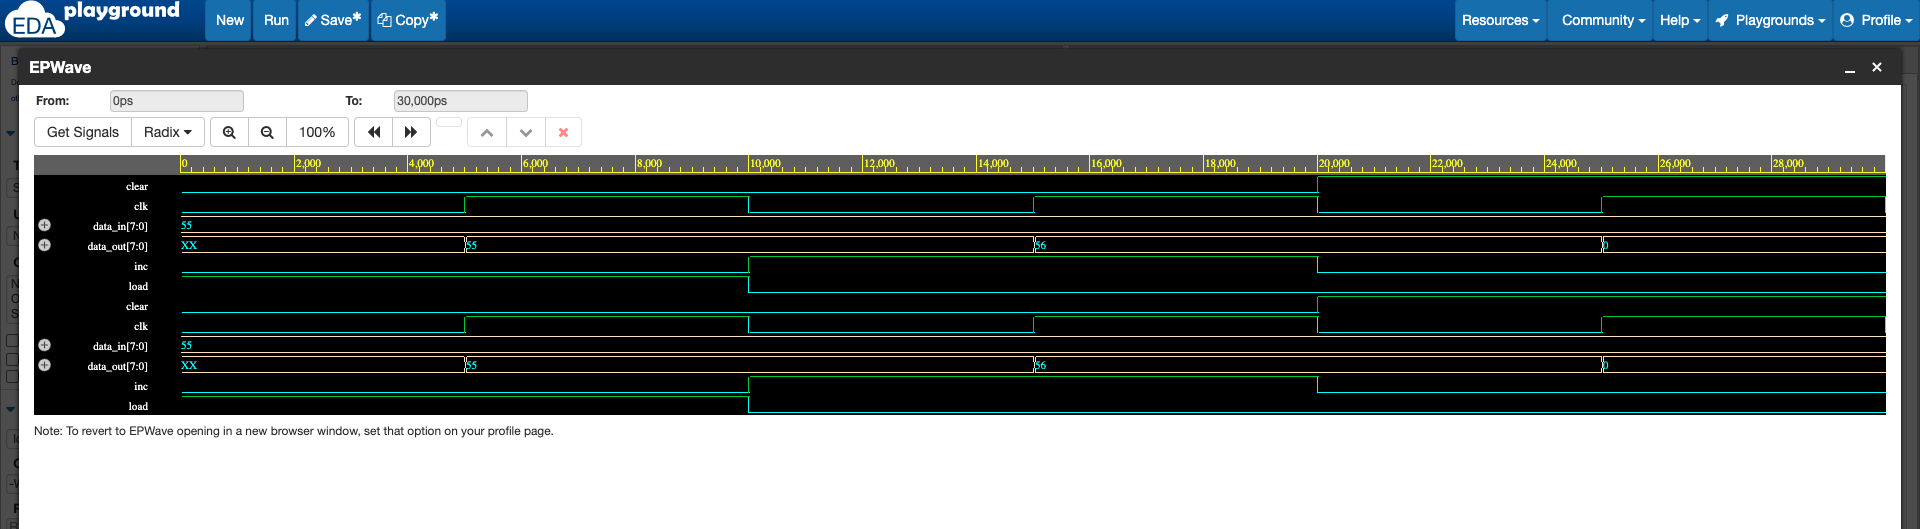 EDA playground
New Run Save* Copy* Resources Community Help Playgrounds Profile
EPWave
From: 0ps To: 30,000ps
Get Signals Radix 100%
0 2,000 4,000 6,000 8,000 10,000 12,000 14,000 16,000 18,000 20,000 22,000 24,000 26,000 28,000
clear
clk
data_in[7:0] 55
data_out[7:0] XX 55 56 0
inc
load
clear
clk
data_in[7:0] 55
data_out[7:0] XX 55 56 0
inc
load
Note: To revert to EPWave opening in a new browser window, set that option on your profile page.